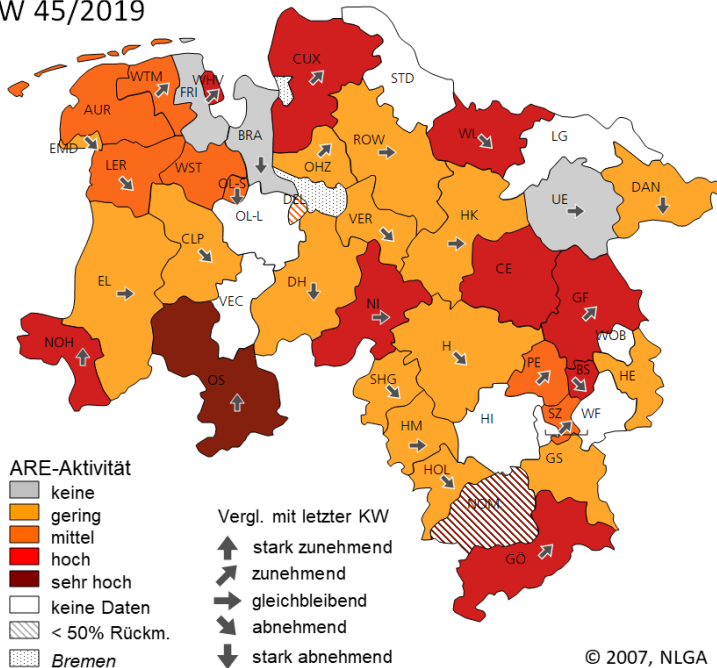 W 45/2019
CUX
WTM
WHV
FRI
STD
AUR
BRA
ROW
WL
LG
EMD
LER
WST
OHZ
OL-S
DEL
UE
DAN
OL-L
VER
HK
CLP
CE
EL
DH
VEC
NI
GF
NOH
WOB
H
PE
BS
HE
OS
SHG
SZ
WF
HI
HM
GS
HOL
NOM
GÖ
ARE-Aktivität
keine
gering
mittel
hoch
sehr hoch
keine Daten
< 50% Rückm.
Bremen
Vergl. mit letzter KW
stark zunehmend
zunehmend
gleichbleibend
abnehmend
stark abnehmend
© 2007, NLGA